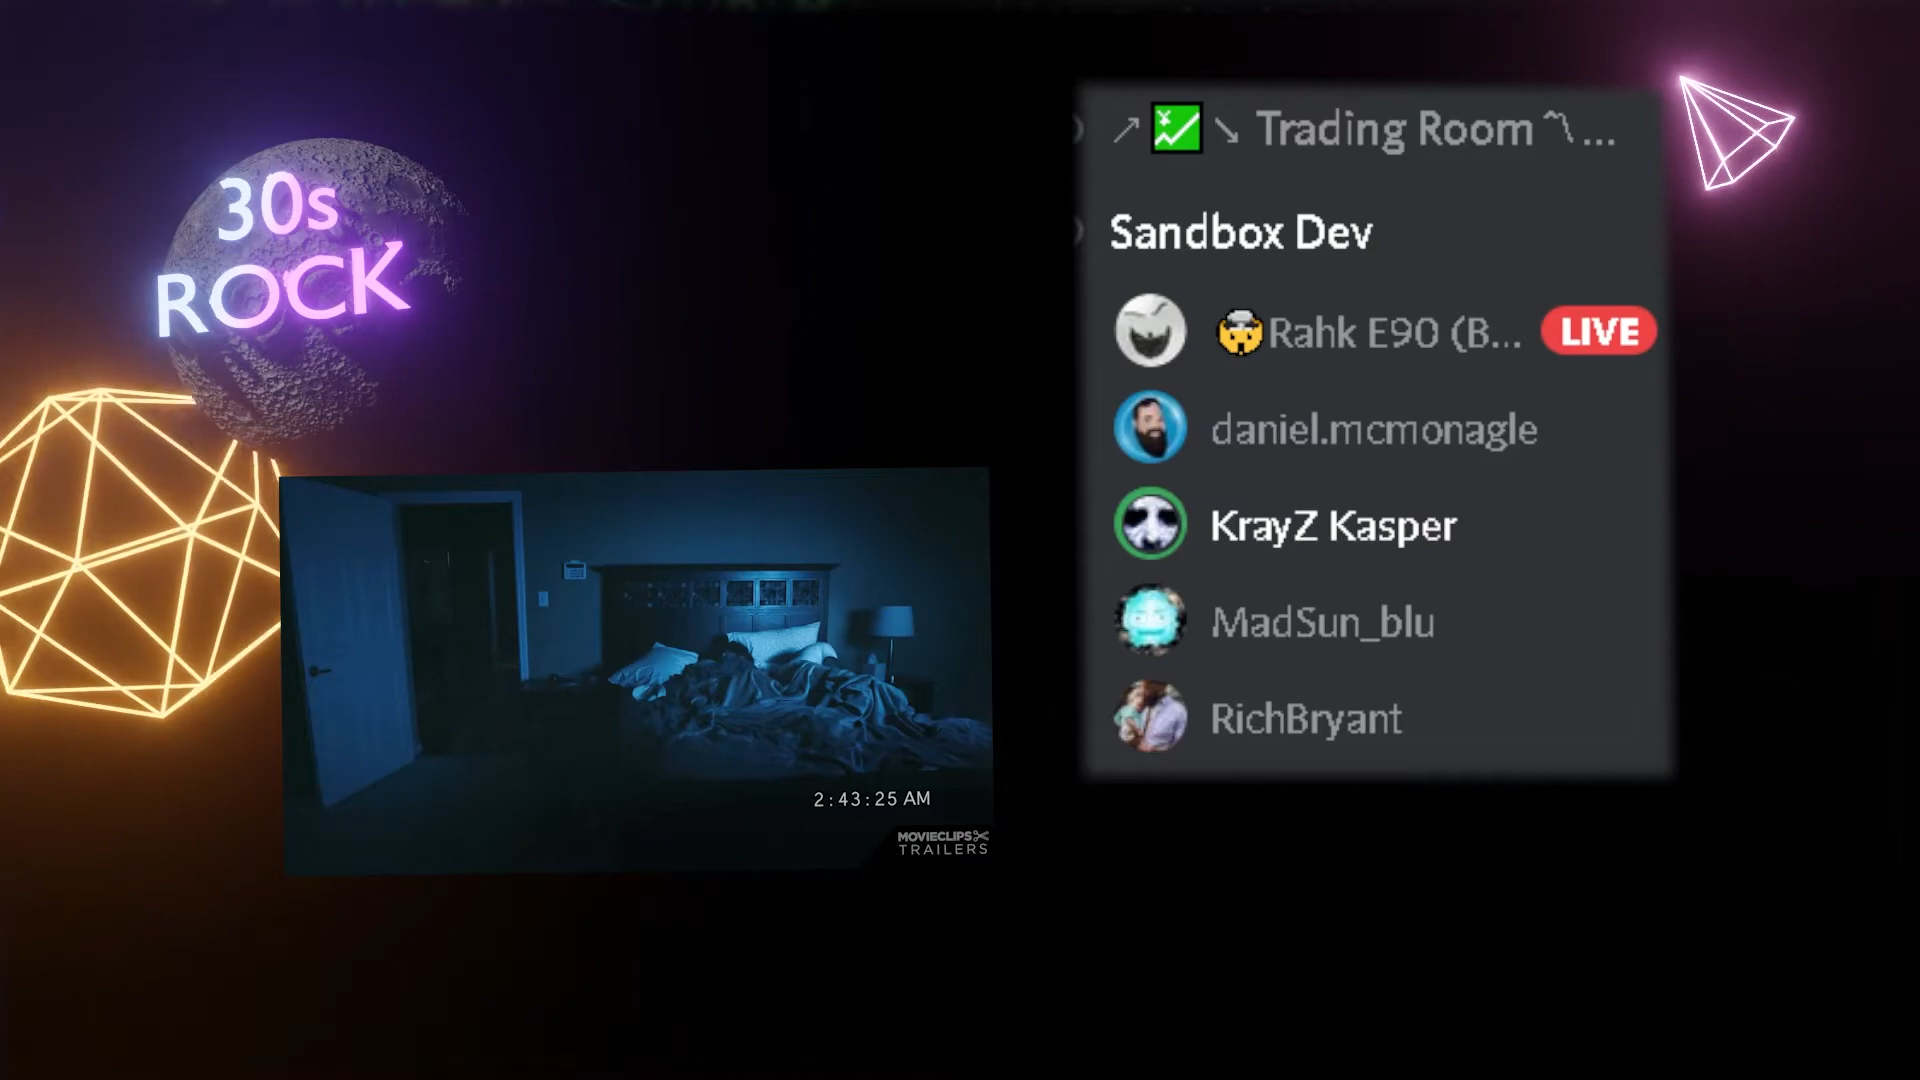 30s
ROCK
Trading Room ...
Sandbox Dev
🤯Rahk E90 (B... LIVE
daniel.mcmonagle
KrayZ Kasper
MadSun_blu
RichBryant
2:43:25 AM
MOVIECLIPS
TRAILERS